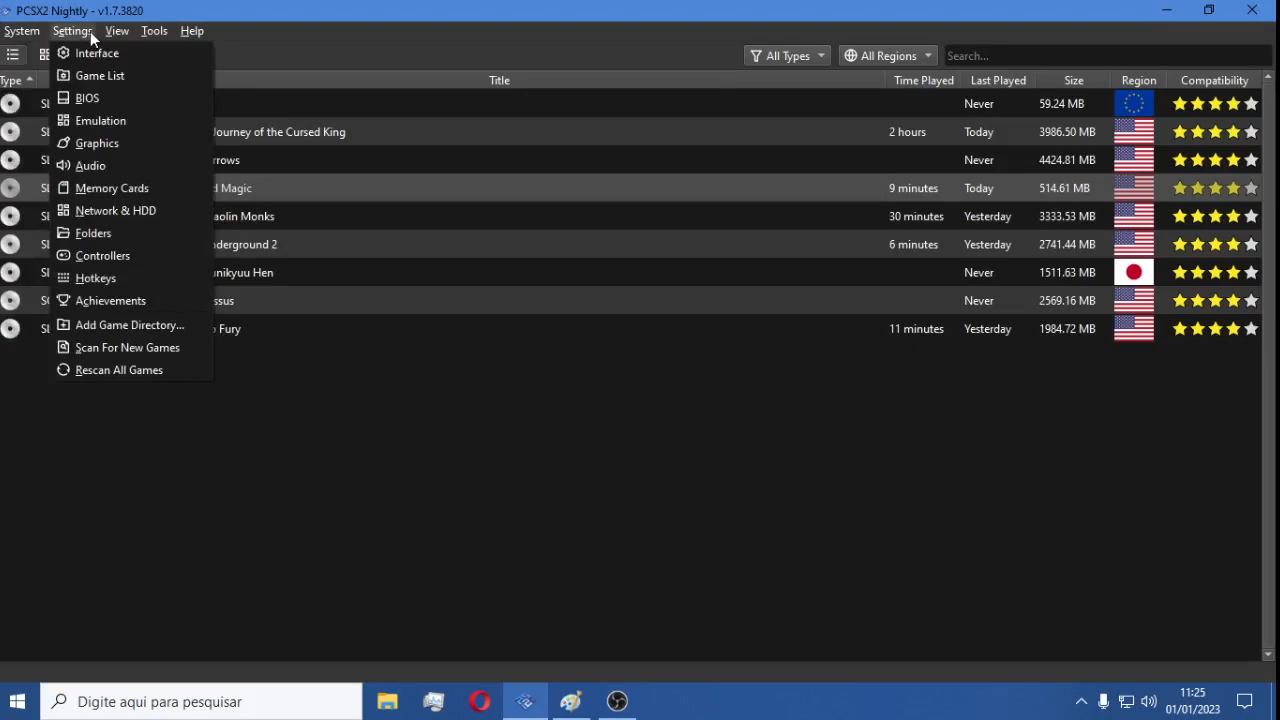 PCSX2 Nightly - v1.7.3820
System Settings View Tools Help
All Types All Regions Search...
Type Title Time Played Last Played Size Region Compatibility
Interface
Game List
BIOS
Emulation
Graphics
Audio
Memory Cards
Network & HDD
Folders
Controllers
Hotkeys
Achievements
Add Game Directory...
Scan For New Games
Rescan All Games
Never 59.24 MB
ourney of the Cursed King 2 hours Today 3986.50 MB
rrows Never 4424.81 MB
d Magic 9 minutes Today 514.61 MB
aolin Monks 30 minutes Yesterday 3333.53 MB
derground 2 6 minutes Yesterday 2741.44 MB
unikyuu Hen Never 1511.63 MB
ssus Never 2569.16 MB
Fury 11 minutes Yesterday 1984.72 MB
Digite aqui para pesquisar
11:25
01/01/2023